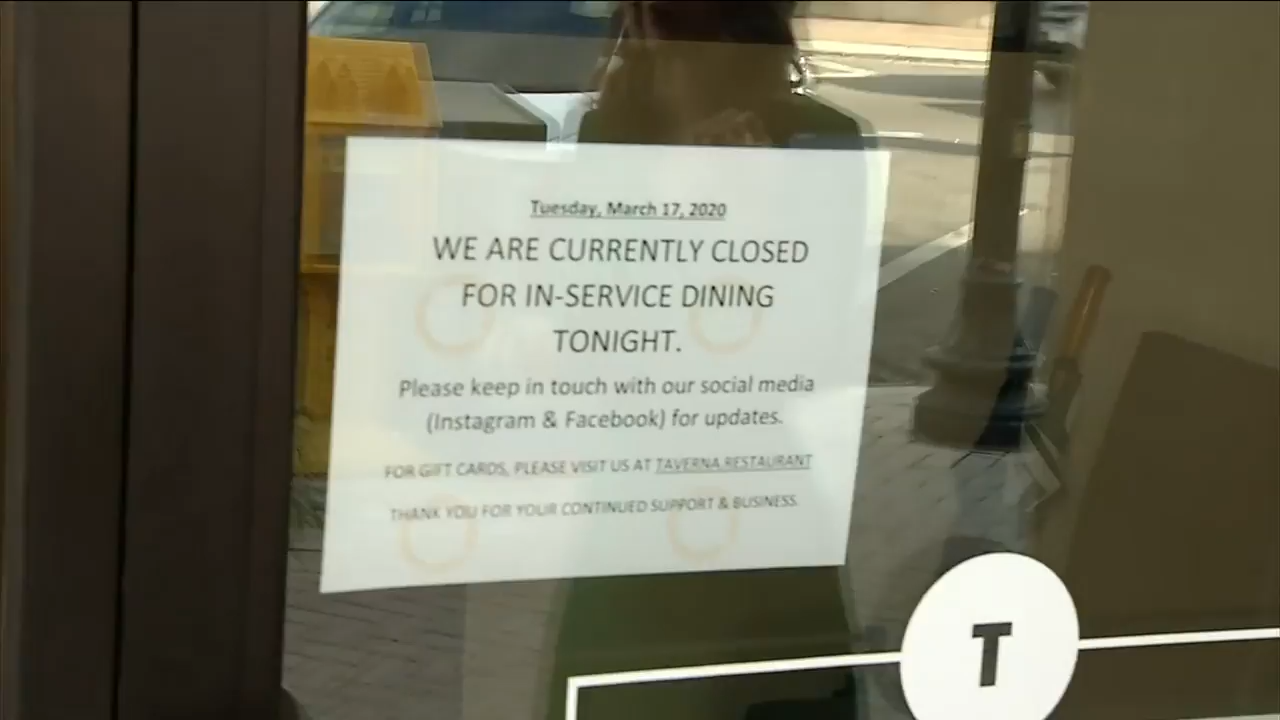 Tuesday, March 17, 2020
WE ARE CURRENTLY CLOSED
FOR IN-SERVICE DINING
TONIGHT.
Please keep in touch with our social media
(Instagram & Facebook) for updates.
FOR GIFT CARDS, PLEASE VISIT US AT TAVERNA RESTAURANT
THANK YOU FOR YOUR CONTINUED SUPPORT & BUSINESS.
T